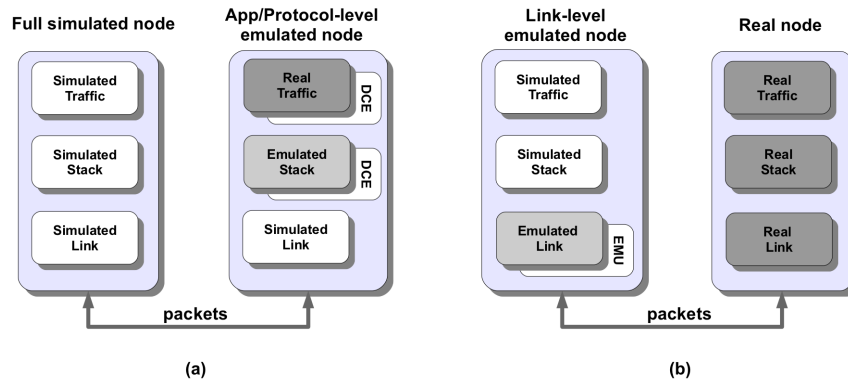 Full simulated node
App/Protocol-level
emulated node
Simulated
Traffic
Simulated
Stack
Simulated
Link
Real
Traffic
DCE
Emulated
Stack
DCE
Simulated
Link
packets
(a)
Link-level
emulated node
Real node
Simulated
Traffic
Simulated
Stack
Emulated
Link
EMU
Real
Traffic
Real
Stack
Real
Link
packets
(b)